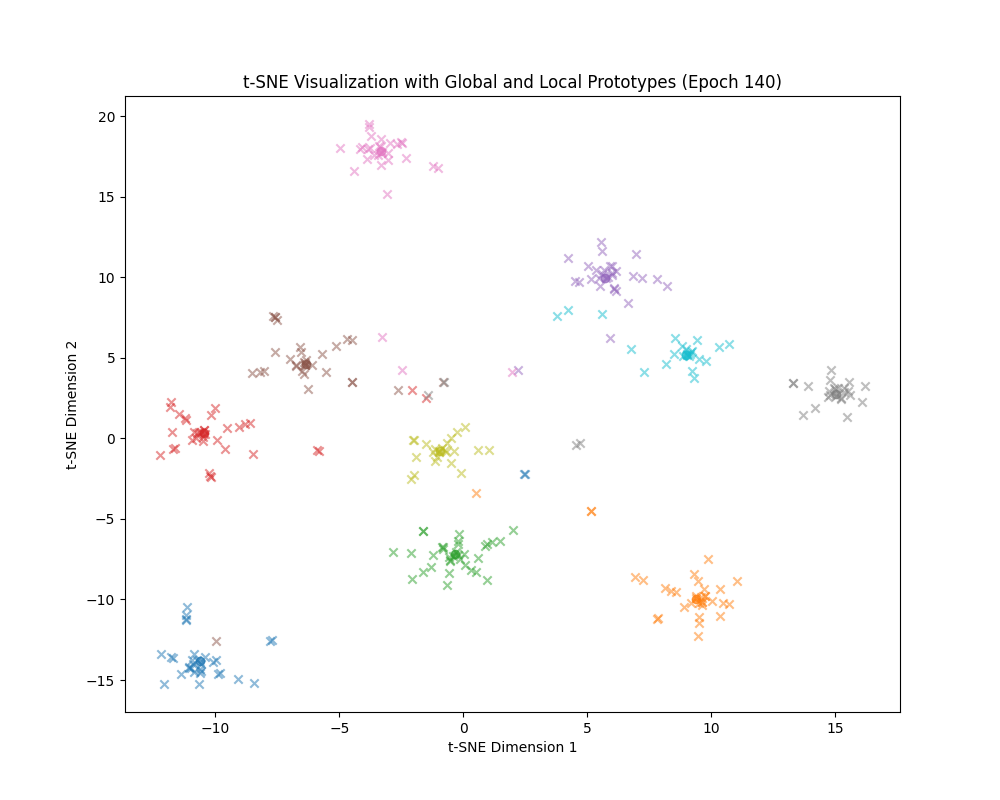 t-SNE Visualization with Global and Local Prototypes (Epoch 140)
20
15
10
5
0
−5
−10
−15
t-SNE Dimension 2
−10 −5 0 5 10 15
t-SNE Dimension 1